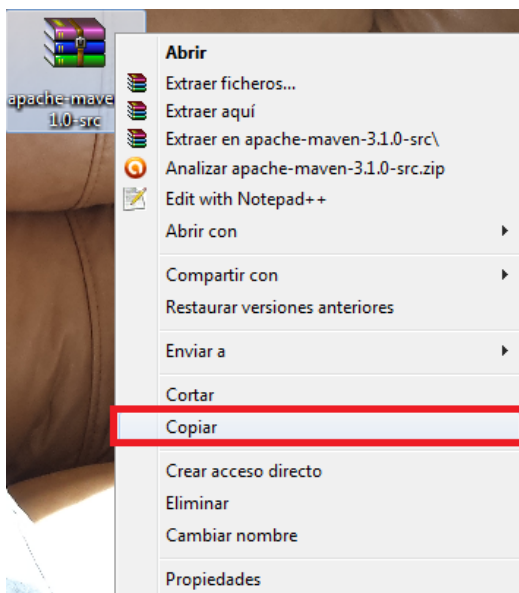 apache-mave
1.0-src
Abrir
Extraer ficheros...
Extraer aquí
Extraer en apache-maven-3.1.0-src\
Analizar apache-maven-3.1.0-src.zip
Edit with Notepad++
Abrir con
Compartir con
Restaurar versiones anteriores
Enviar a
Cortar
Copiar
Crear acceso directo
Eliminar
Cambiar nombre
Propiedades